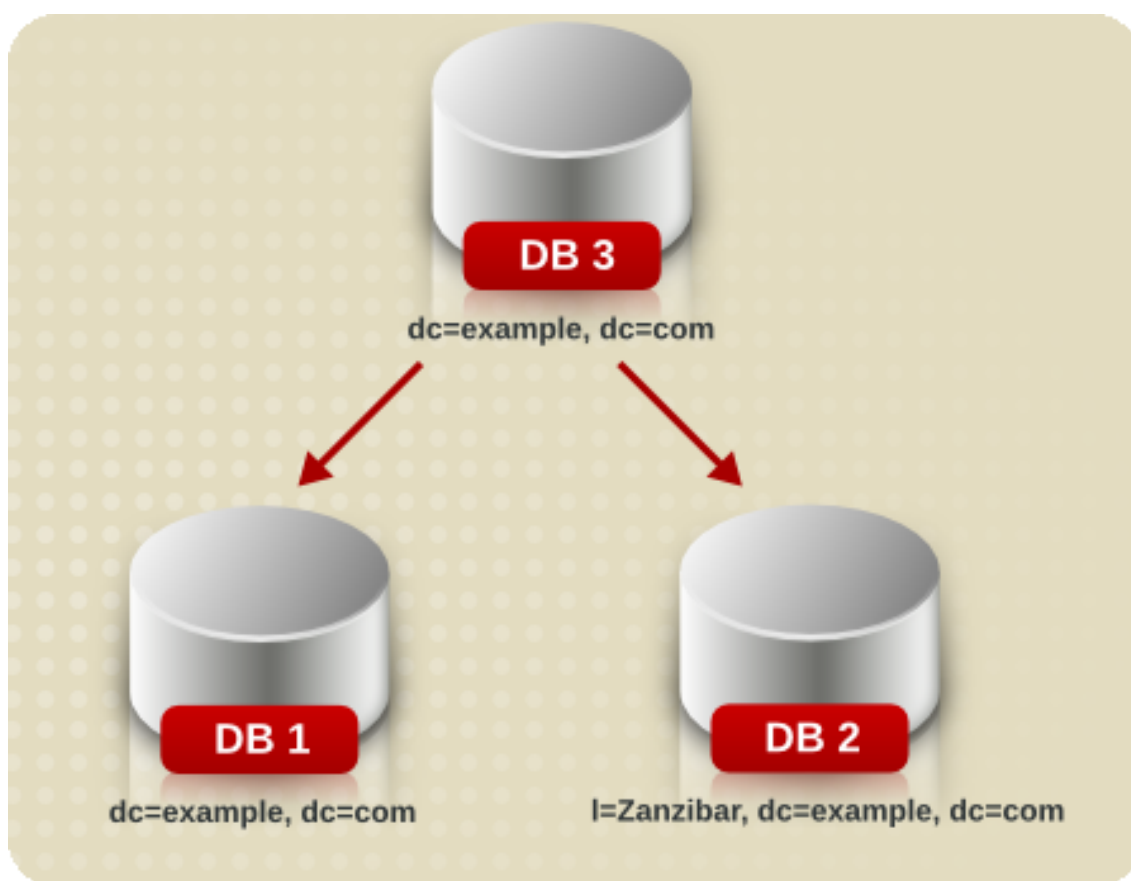 DB 3
dc=example, dc=com
DB 1
dc=example, dc=com
DB 2
l=Zanzibar, dc=example, dc=com